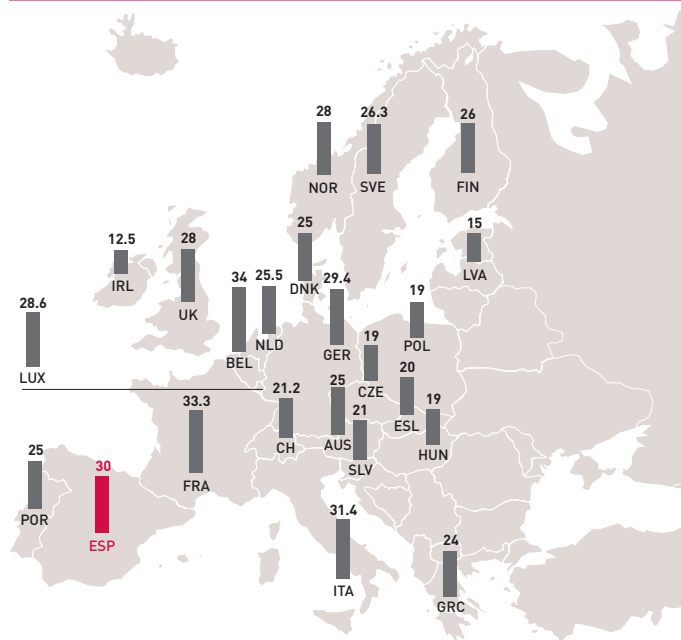 28
NOR
26.3
SVE
26
FIN
15
LVA
12.5
IRL
28
UK
25
DNK
34
BEL
25.5
NLD
29.4
GER
19
POL
28.6
LUX
19
CZE
20
ESL
19
HUN
21.2
CH
25
AUS
21
SLV
33.3
FRA
25
POR
30
ESP
31.4
ITA
24
GRC